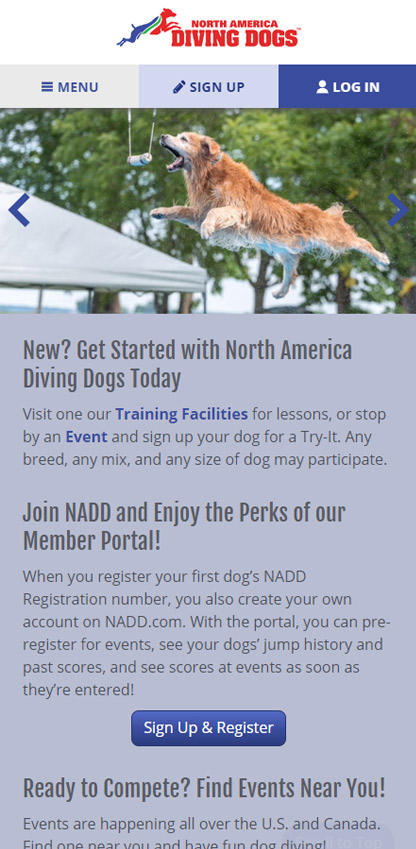 NORTH AMERICA
DIVING DOGS™
MENU
SIGN UP
LOG IN
New? Get Started with North America
Diving Dogs Today
Visit one our Training Facilities for lessons, or stop
by an Event and sign up your dog for a Try-It. Any
breed, any mix, and any size of dog may participate.
Join NADD and Enjoy the Perks of our
Member Portal!
When you register your first dog’s NADD
Registration number, you also create your own
account on NADD.com. With the portal, you can pre-
register for events, see your dogs’ jump history and
past scores, and see scores at events as soon as
they’re entered!
Sign Up & Register
Ready to Compete? Find Events Near You!
Events are happening all over the U.S. and Canada.
Find one near you and have fun dog diving!
to Top